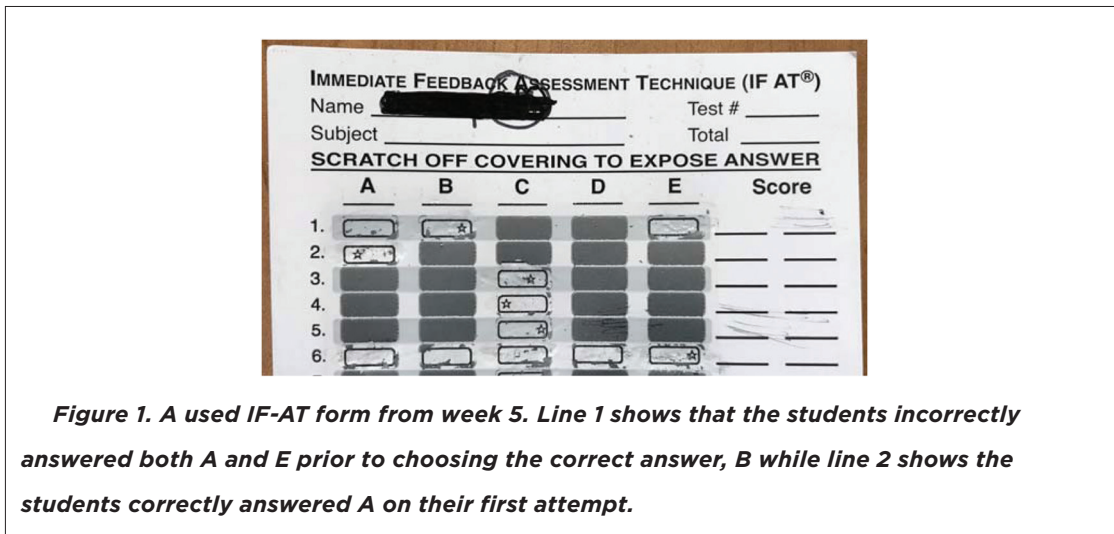 IMMEDIATE FEEDBACK ASSESSMENT TECHNIQUE (IF AT®)
Name Test #
Subject Total
SCRATCH OFF COVERING TO EXPOSE ANSWER
A B C D E Score
1.
2.
3.
4.
5.
6.
Figure 1. A used IF-AT form from week 5. Line 1 shows that the students incorrectly
answered both A and E prior to choosing the correct answer, B while line 2 shows the
students correctly answered A on their first attempt.